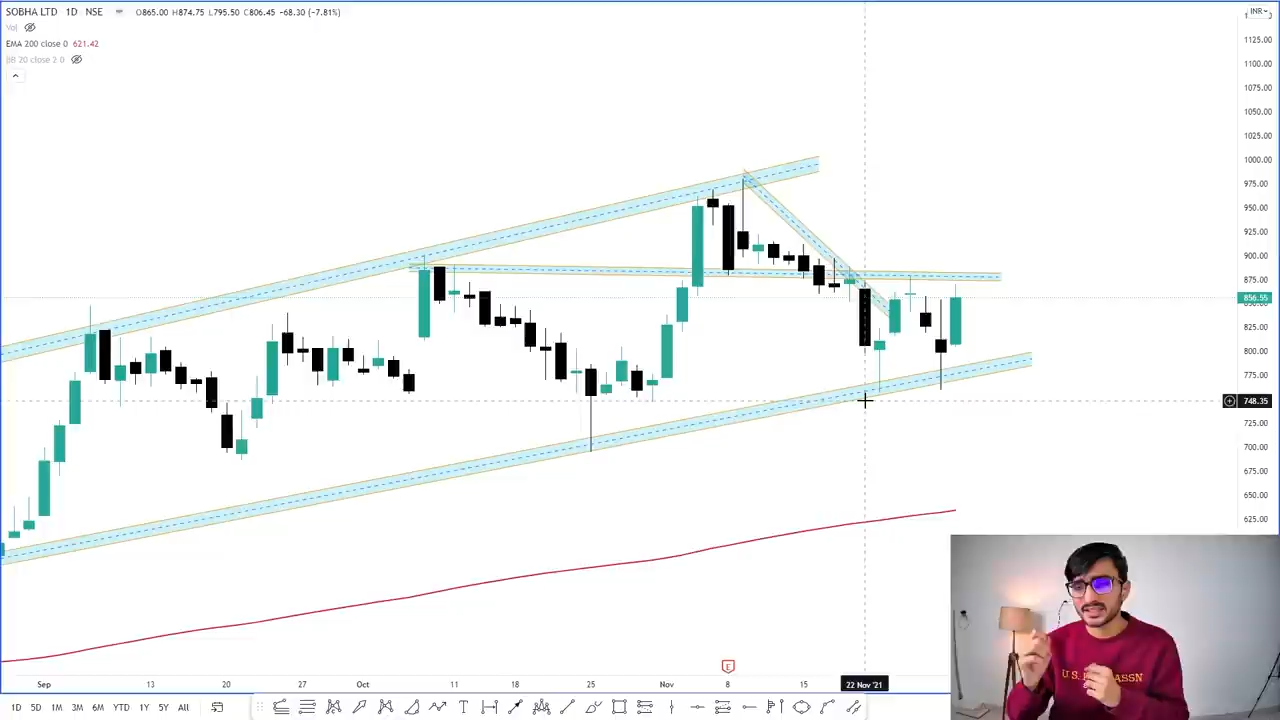 SOBHA LTD 1D NSE O865.00 H874.75 L795.50 C806.45 −68.30 (−7.81%)
Vol
EMA 200 close 0 621.42
BB 20 close 2 0
INR
1125.00
1100.00
1075.00
1050.00
1025.00
1000.00
975.00
950.00
925.00
900.00
875.00
856.55
825.00
800.00
775.00
748.35
725.00
700.00
675.00
650.00
625.00
E
Sep 13 20 27 Oct 11 18 25 Nov 8 15 22 Nov '21
1D 5D 1M 3M 6M YTD 1Y 5Y All